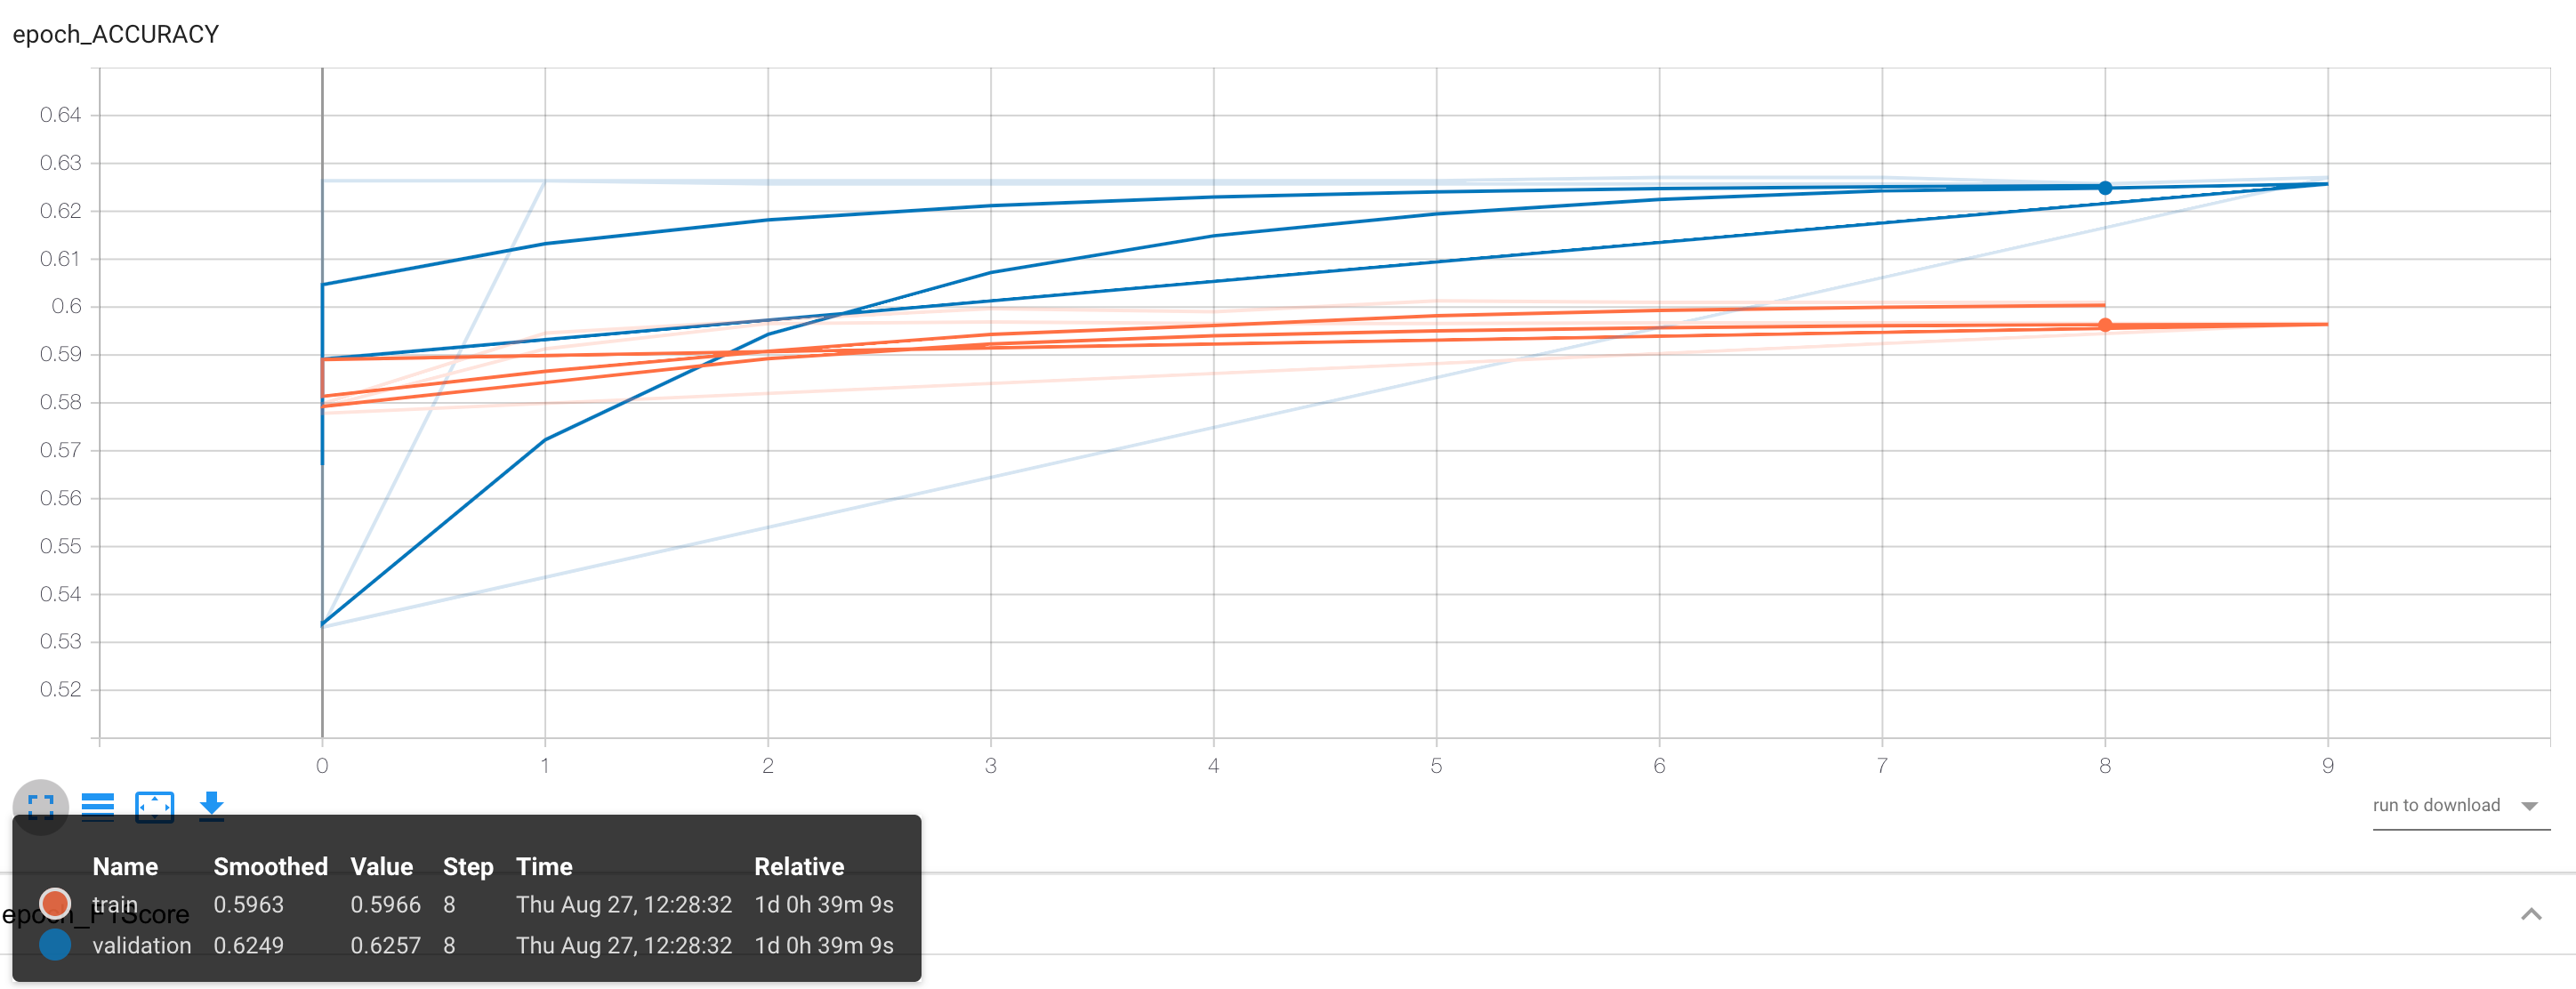 epoch_ACCURACY
0.64
0.63
0.62
0.61
0.6
0.59
0.58
0.57
0.56
0.55
0.54
0.53
0.52
0 1 2 3 4 5 6 7 8 9
run to download
Name Smoothed Value Step Time Relative
train 0.5963 0.5966 8 Thu Aug 27, 12:28:32 1d 0h 39m 9s
epoch_F1Score
validation 0.6249 0.6257 8 Thu Aug 27, 12:28:32 1d 0h 39m 9s